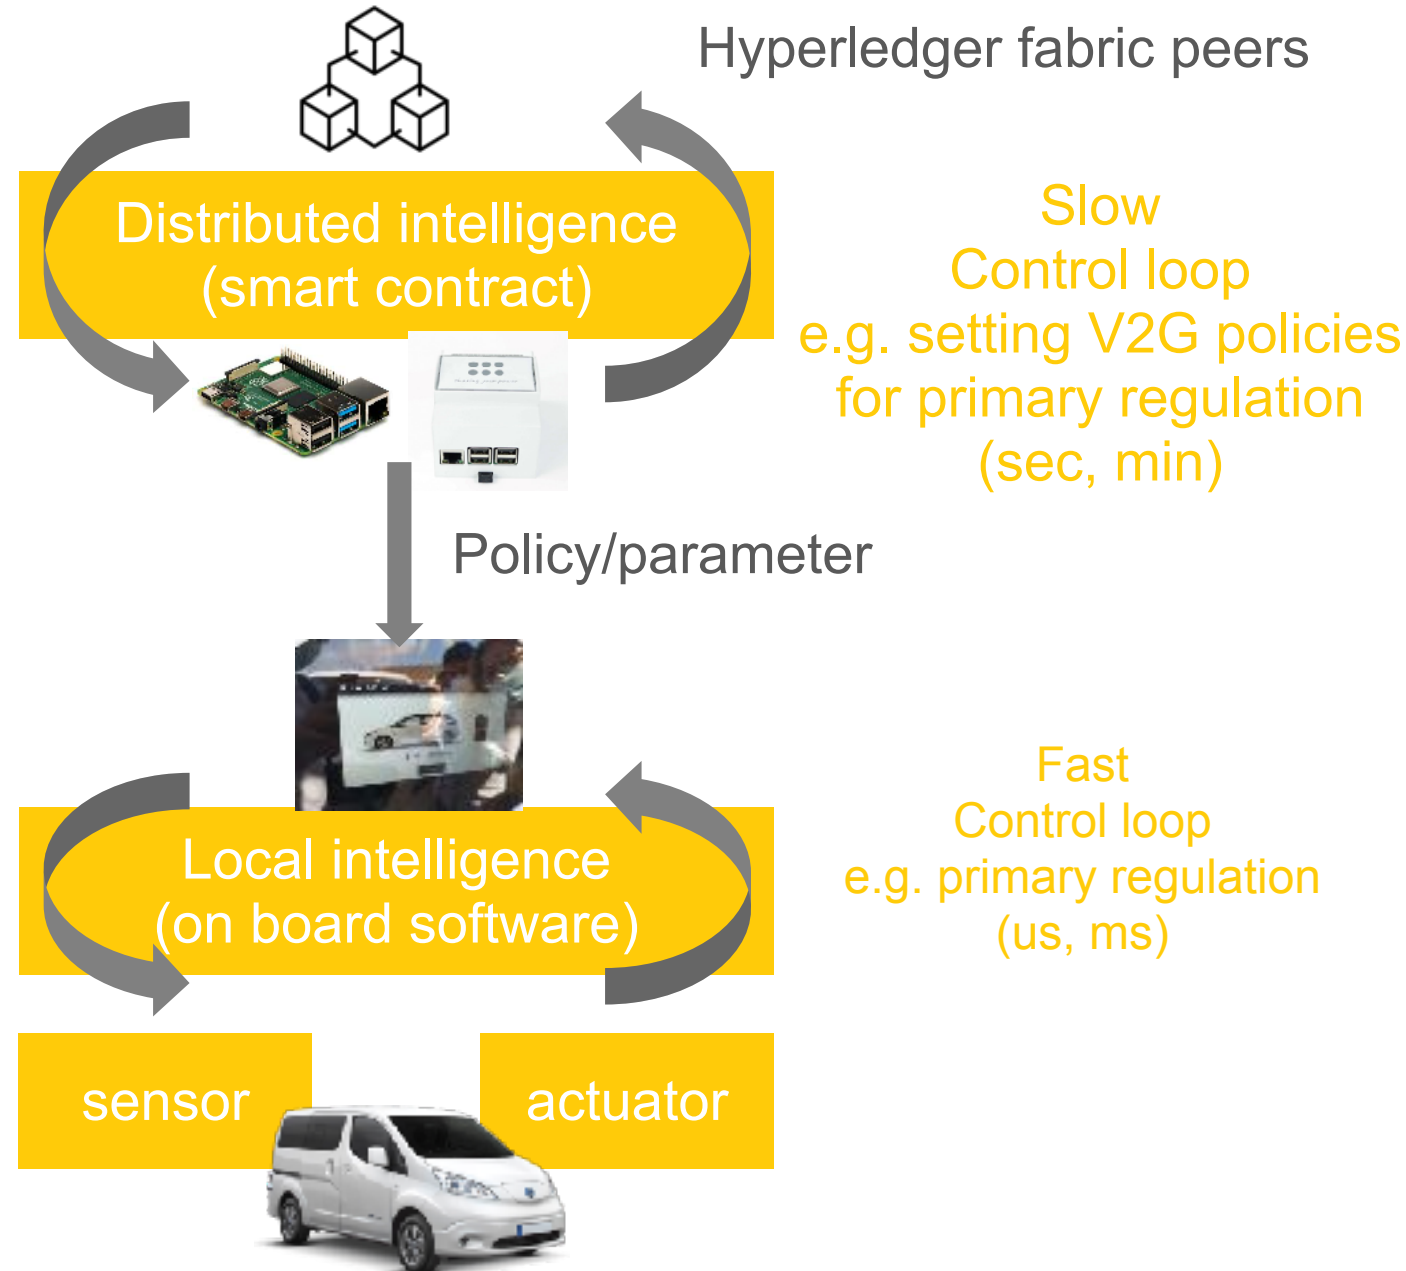 Hyperledger fabric peers
Distributed intelligence
(smart contract)
Slow
Control loop
e.g. setting V2G policies
for primary regulation
(sec, min)
Policy/parameter
Local intelligence
(on board software)
Fast
Control loop
e.g. primary regulation
(us, ms)
sensor
actuator